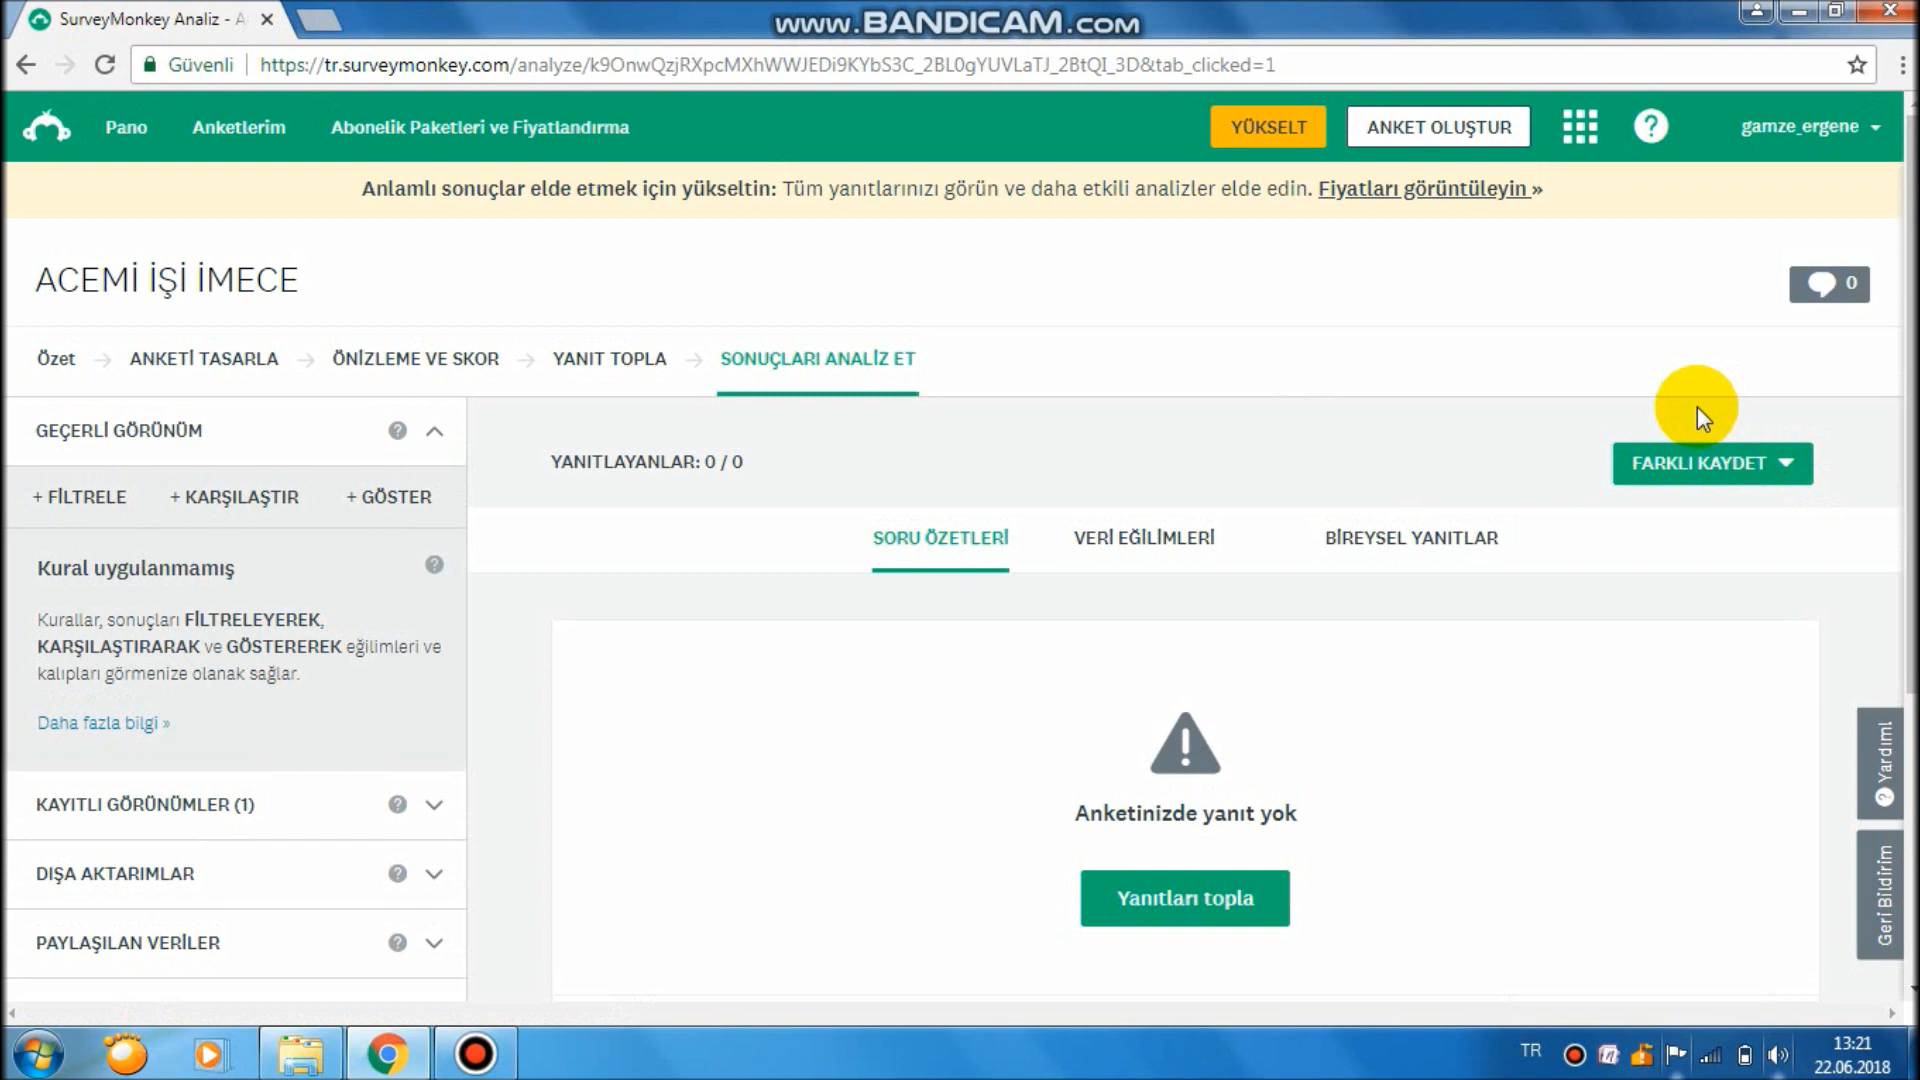 SurveyMonkey Analiz - A
www.BANDICAM.com
Güvenli
https://tr.surveymonkey.com/analyze/k9OnwQzjRXpcMXhWWJEDi9KYbS3C_2BL0gYUVLaTJ_2BtQI_3D&tab_clicked=1
Pano
Anketlerim
Abonelik Paketleri ve Fiyatlandırma
YÜKSELT
ANKET OLUŞTUR
gamze_ergene
Anlamlı sonuçlar elde etmek için yükseltin: Tüm yanıtlarınızı görün ve daha etkili analizler elde edin. Fiyatları görüntüleyin »
ACEMİ İŞİ İMECE
0
Özet
ANKETİ TASARLA
ÖNİZLEME VE SKOR
YANIT TOPLA
SONUÇLARI ANALİZ ET
GEÇERLİ GÖRÜNÜM
+ FİLTRELE
+ KARŞILAŞTIR
+ GÖSTER
Kural uygulanmamış
Kurallar, sonuçları FİLTRELEYEREK,
KARŞILAŞTIRARAK ve GÖSTEREREK eğilimleri ve
kalıpları görmenize olanak sağlar.
Daha fazla bilgi »
KAYITLI GÖRÜNÜMLER (1)
DIŞA AKTARIMLAR
PAYLAŞILAN VERİLER
YANITLAYANLAR: 0 / 0
FARKLI KAYDET
SORU ÖZETLERİ
VERİ EĞİLİMLERİ
BİREYSEL YANITLAR
Anketinizde yanıt yok
Yanıtları topla
Yardım!
Geri Bildirim
TR
13:21
22.06.2018